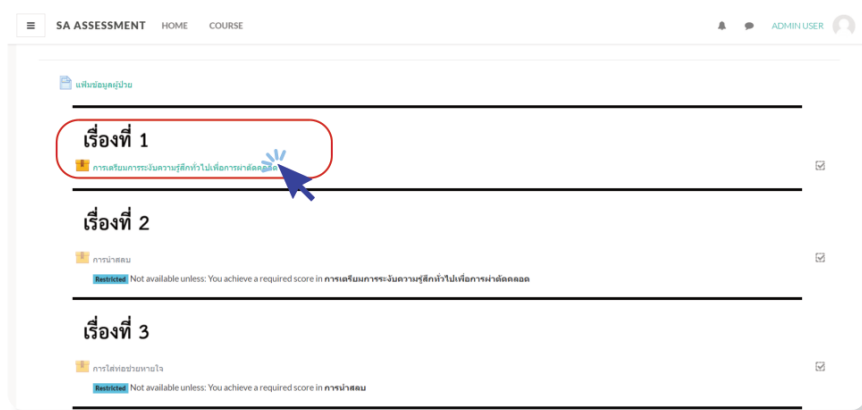 SA ASSESSMENT HOME COURSE ADMIN USER
แฟ้มข้อมูลผู้ป่วย
เรื่องที่ 1
การเตรียมการระงับความรู้สึกทั่วไปเพื่อการผ่าตัดคลอด
เรื่องที่ 2
การนำสลบ
Restricted Not available unless: You achieve a required score in การเตรียมการระงับความรู้สึกทั่วไปเพื่อการผ่าตัดคลอด
เรื่องที่ 3
การใส่ท่อช่วยหายใจ
Restricted Not available unless: You achieve a required score in การนำสลบ